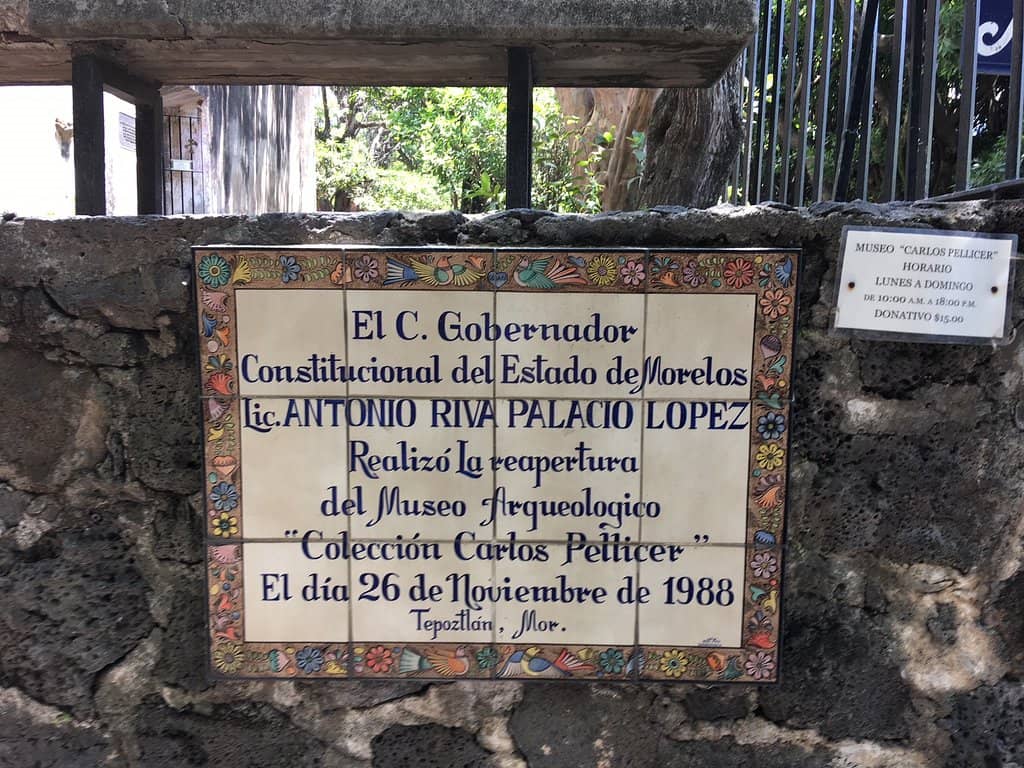 El C. Gobernador
Constitucional del Estado de Morelos
Lic. ANTONIO RIVA PALACIO LOPEZ
Realizó La reapertura
del Museo Arqueologico
“Colección Carlos Pellicer”
El día 26 de Noviembre de 1988
Tepoztlán, Mor.
MUSEO "CARLOS PELLICER"
HORARIO
LUNES A DOMINGO
DE 10:00 A.M. A 18:00 P.M.
DONATIVO $15.00